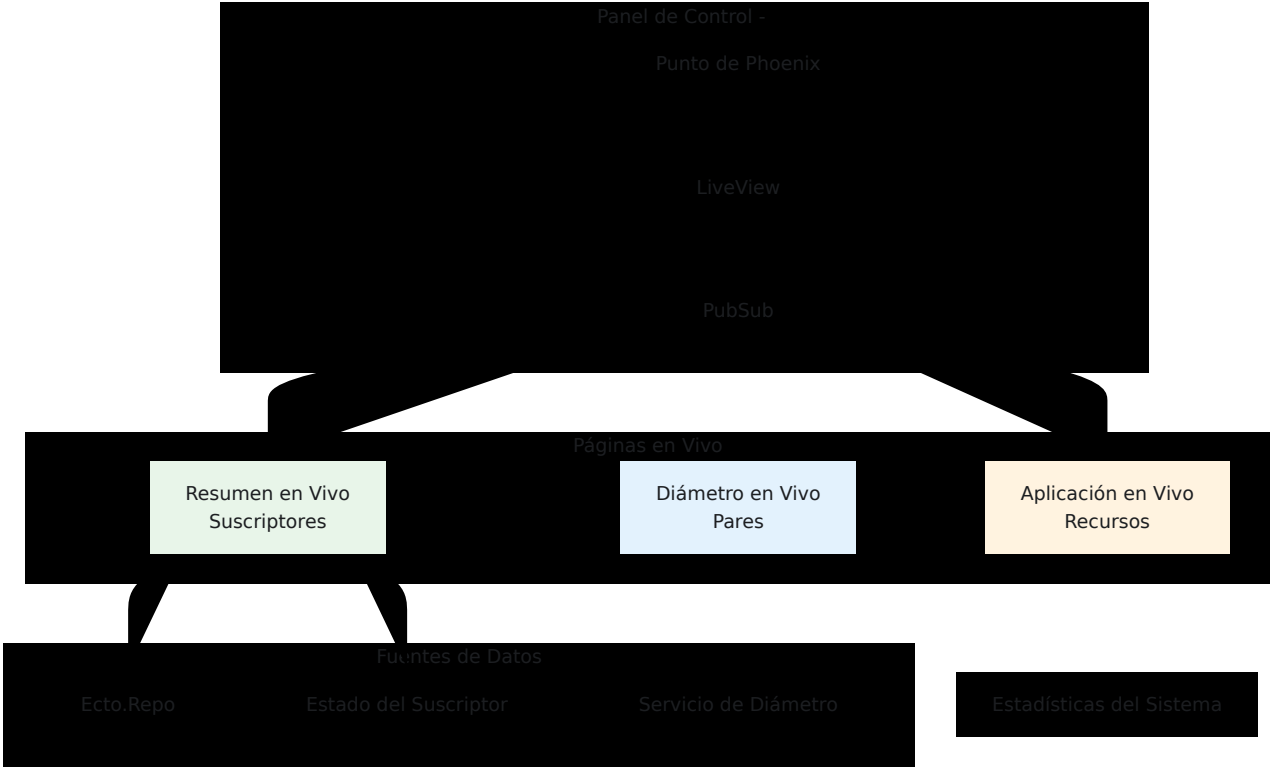 Panel de Control -
Punto de Phoenix
LiveView
PubSub
Páginas en Vivo
Resumen en Vivo
Suscriptores
Diámetro en Vivo
Pares
Aplicación en Vivo
Recursos
Fuentes de Datos
Ecto.Repo
Estado del Suscriptor
Servicio de Diámetro
Estadísticas del Sistema